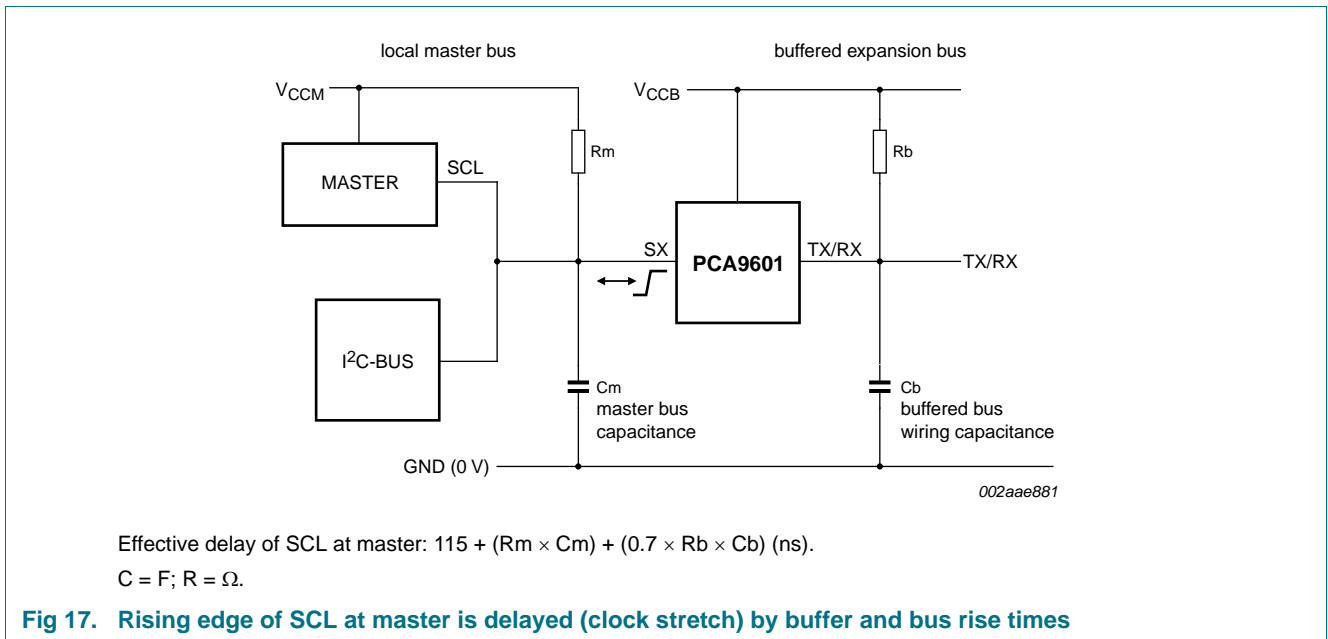 local master bus
buffered expansion bus
VCCM
VCCB
Rm
Rb
MASTER
SCL
SX
PCA9601
TX/RX
TX/RX
I2C-BUS
Cm
master bus
capacitance
Cb
buffered bus
wiring capacitance
GND (0 V)
002aae881
Effective delay of SCL at master: 115 + (Rm × Cm) + (0.7 × Rb × Cb) (ns).
C = F; R = Ω.
Fig 17. Rising edge of SCL at master is delayed (clock stretch) by buffer and bus rise times